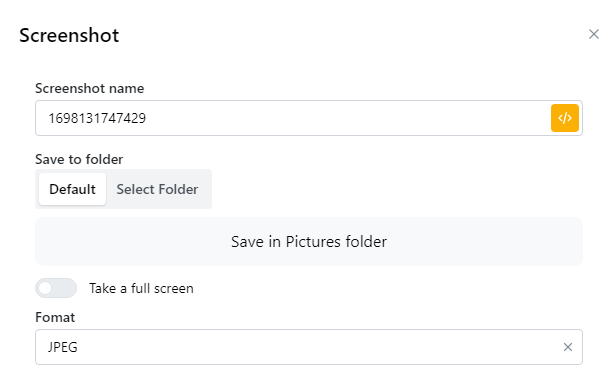 Screenshot
Screenshot name
1698131747429
</>
Save to folder
Default Select Folder
Save in Pictures folder
Take a full screen
Fomat
JPEG